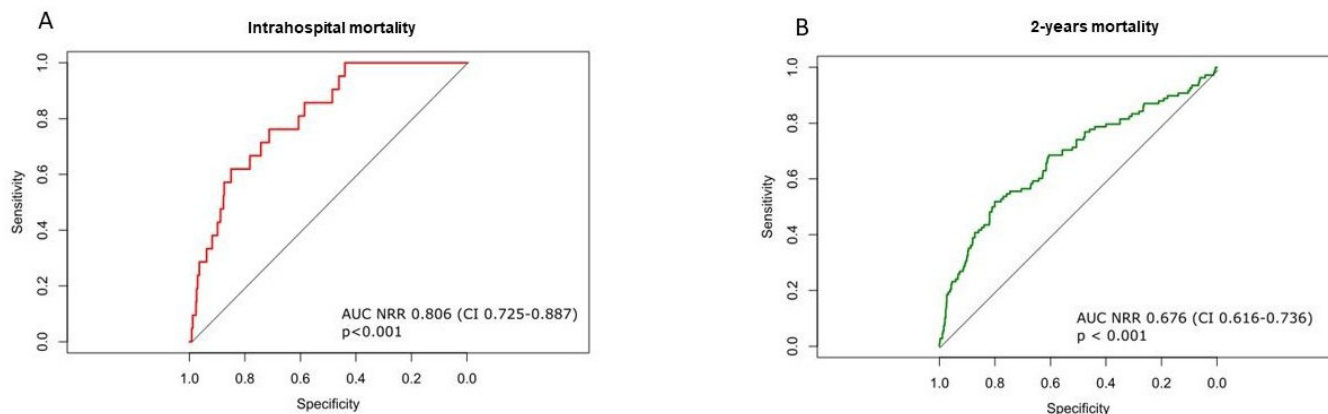 A
Intrahospital mortality
1.0
0.8
0.6
0.4
0.2
0.0
Sensitivity
AUC NRR 0.806 (CI 0.725-0.887)
p<0.001
1.0 0.8 0.6 0.4 0.2 0.0
Specificity
B
2-years mortality
1.0
0.8
0.6
0.4
0.2
0.0
Sensitivity
AUC NRR 0.676 (CI 0.616-0.736)
p < 0.001
1.0 0.8 0.6 0.4 0.2 0.0
Specificity